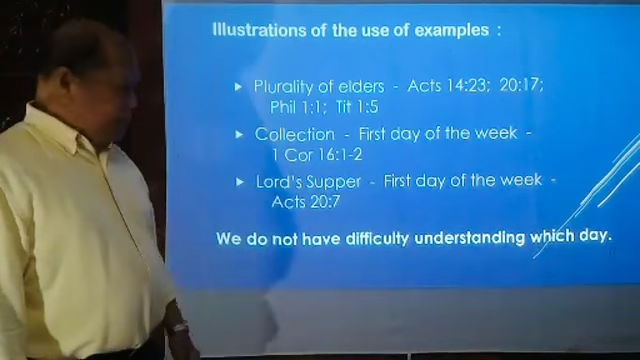 Illustrations of the use of examples :
Plurality of elders - Acts 14:23; 20:17;
Phil 1:1; Tit 1:5
Collection - First day of the week -
1 Cor 16:1-2
Lord's Supper - First day of the week -
Acts 20:7
We do not have difficulty understanding which day.